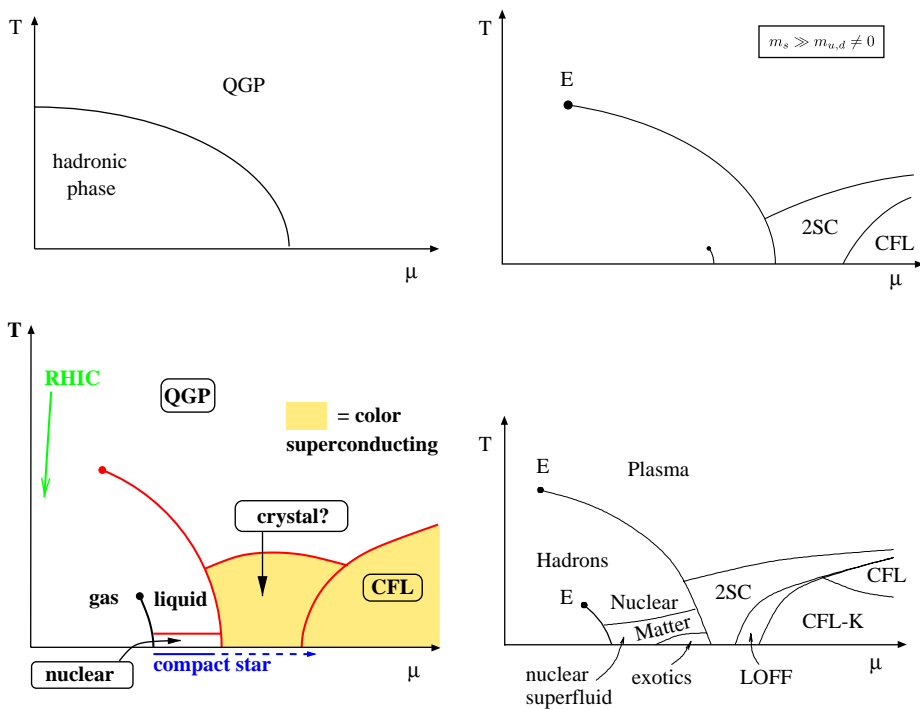 T
QGP
hadronic
phase
μ
T
m_s ≫ m_{u,d} ≠ 0
E
2SC
CFL
μ
T
RHIC
QGP
= color
superconducting
crystal?
CFL
gas
liquid
nuclear
compact star
μ
T
E
Plasma
Hadrons
E
Nuclear
Matter
2SC
CFL
CFL-K
nuclear
superfluid
exotics
LOFF
μ